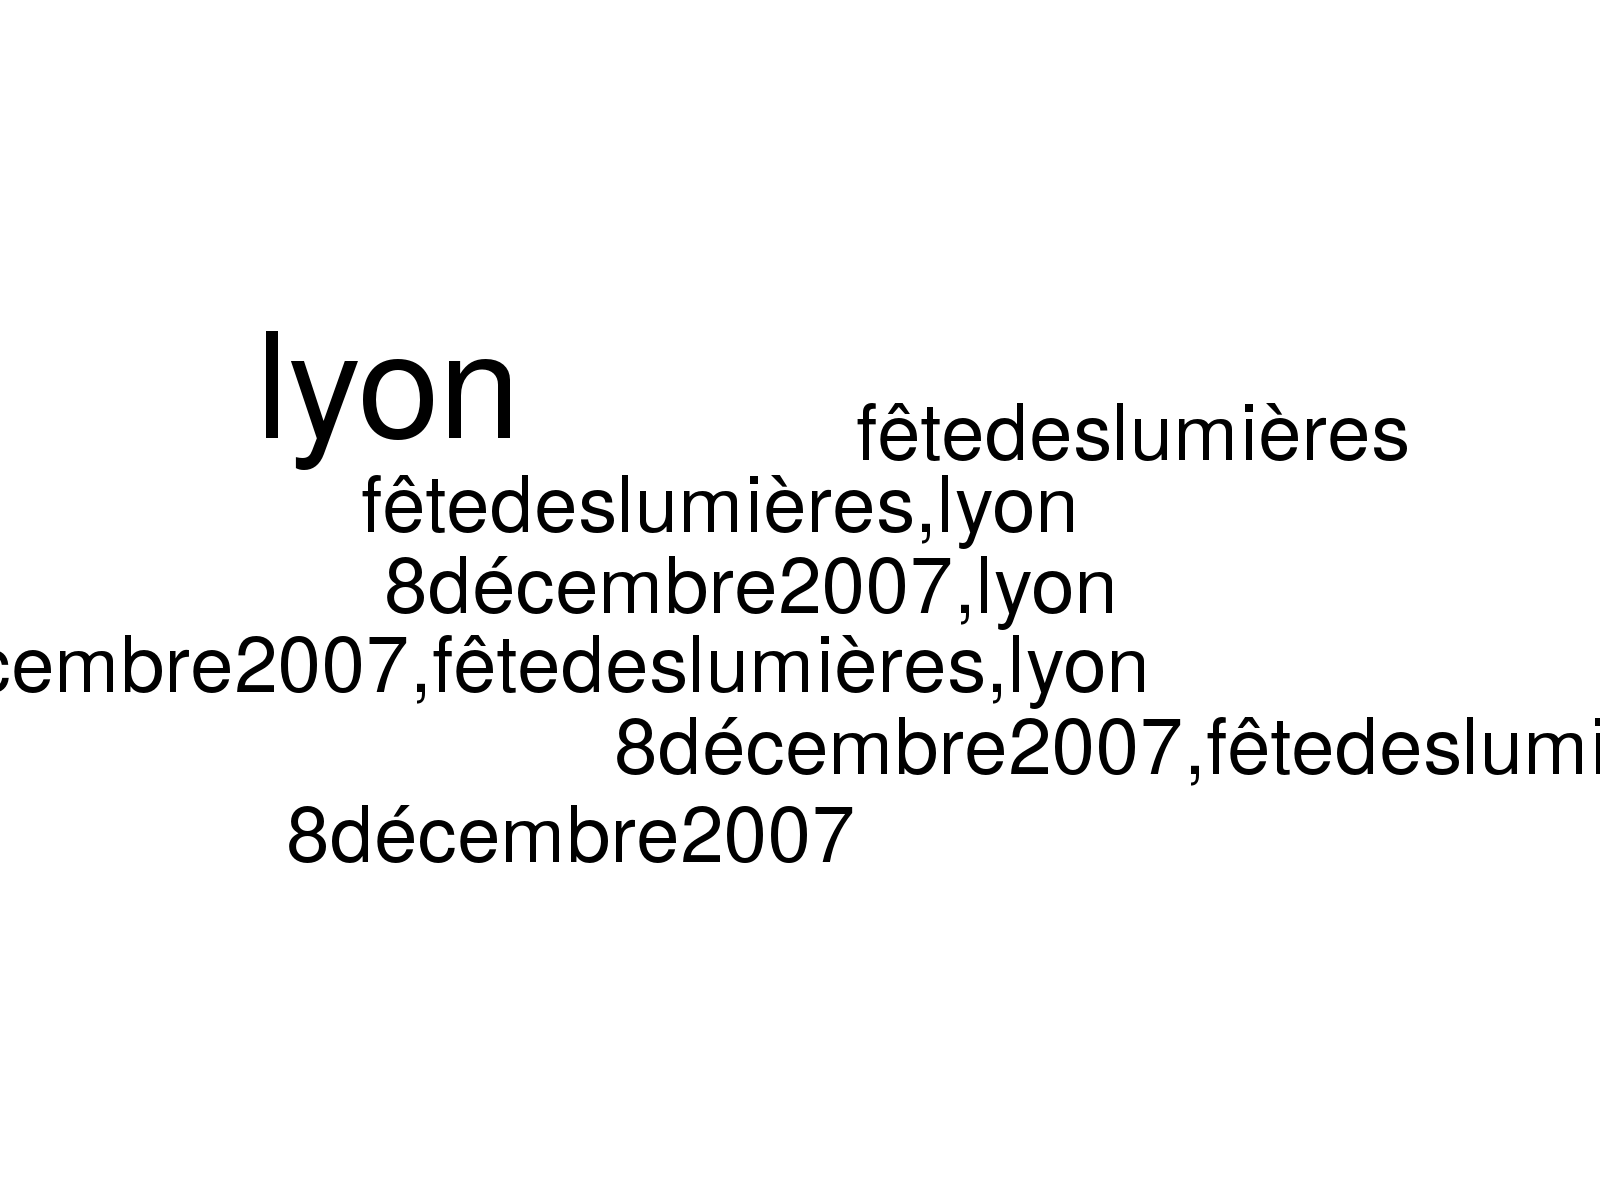 lyon
fêtedeslumières
fêtedeslumières,lyon
8décembre2007,lyon
cembre2007,fêtedeslumières,lyon
8décembre2007,fêtedeslumi
8décembre2007